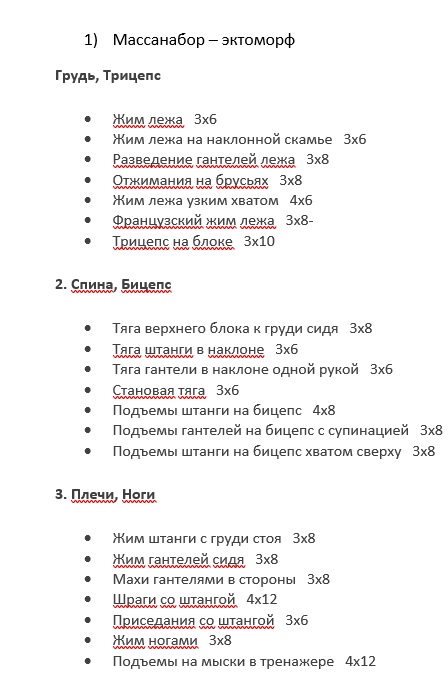 1) Массанабор – эктоморф
Грудь, Трицепс
• Жим лежа 3х6
• Жим лежа на наклонной скамье 3х6
• Разведение гантелей лежа 3х8
• Отжимания на брусьях 3х8
• Жим лежа узким хватом 4х6
• Французский жим лежа 3х8-
• Трицепс на блоке 3х10
2. Спина, Бицепс
• Тяга верхнего блока к груди сидя 3х8
• Тяга штанги в наклоне 3х6
• Тяга гантели в наклоне одной рукой 3х6
• Становая тяга 3х6
• Подъемы штанги на бицепс 4х8
• Подъемы гантелей на бицепс с супинацией 3х8
• Подъемы штанги на бицепс хватом сверху 3х8
3. Плечи, Ноги
• Жим штанги с груди стоя 3х8
• Жим гантелей сидя 3х8
• Махи гантелями в стороны 3х8
• Шраги со штангой 4х12
• Приседания со штангой 3х6
• Жим ногами 3х8
• Подъемы на мыски в тренажере 4х12